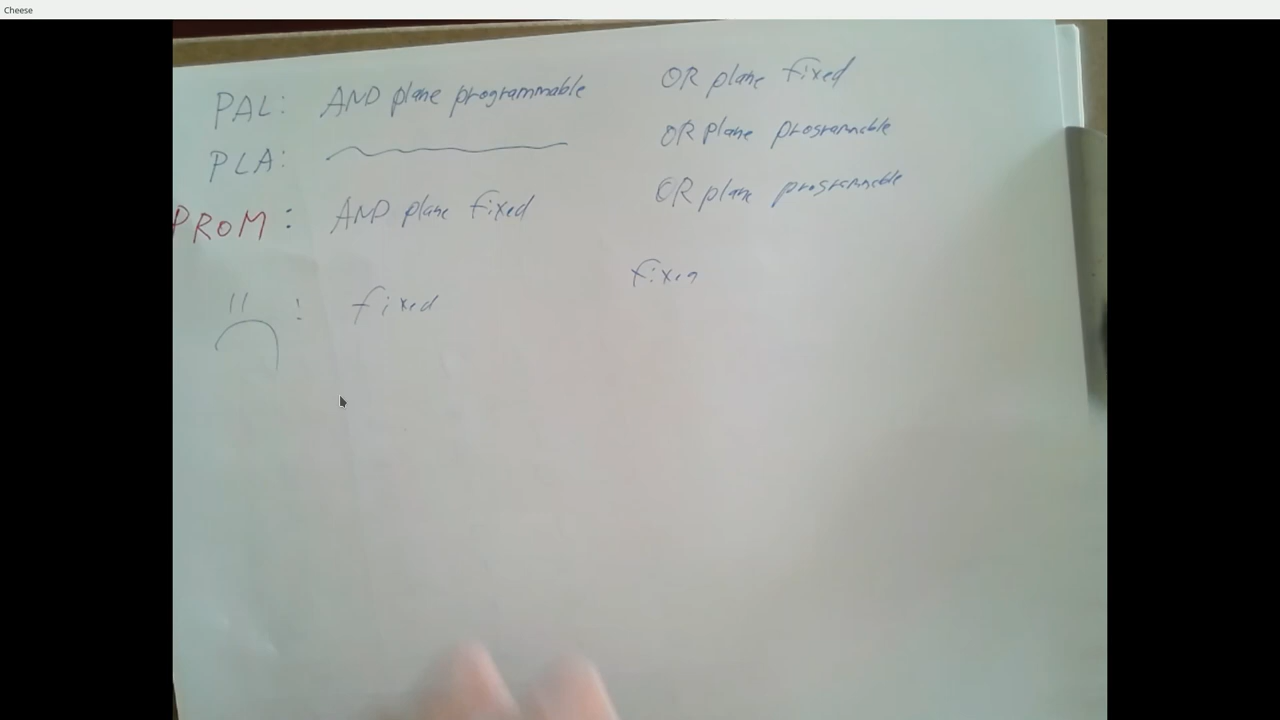 Cheese
PAL: AND plane programmable OR plane fixed
PLA: OR plane programmable
PROM: AND plane fixed OR plane programmable
: fixed fixed